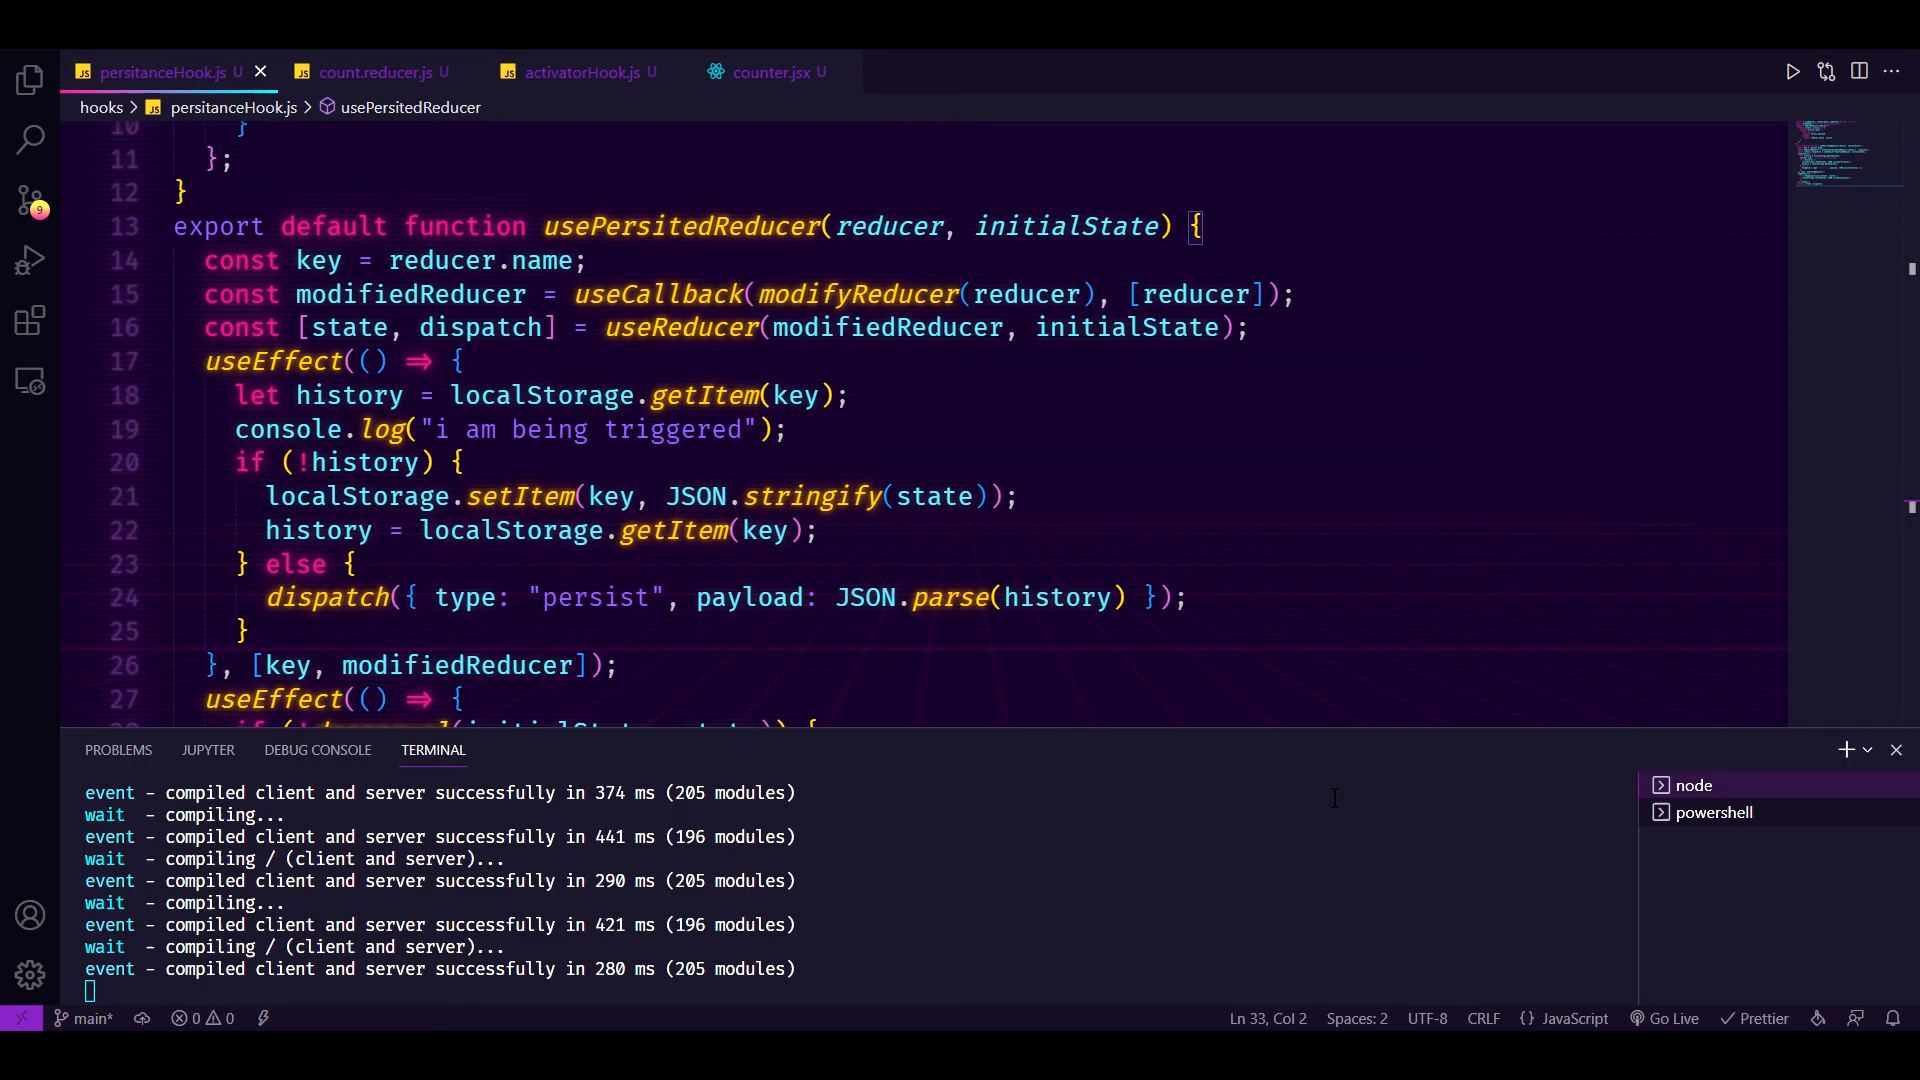 JS persitanceHook.js U JS count.reducer.js U JS activatorHook.js U counter.jsx U
hooks > JS persitanceHook.js > usePersitedReducer
9
10 }
11 };
12 }
13 export default function usePersitedReducer(reducer, initialState) {
14 const key = reducer.name;
15 const modifiedReducer = useCallback(modifyReducer(reducer), [reducer]);
16 const [state, dispatch] = useReducer(modifiedReducer, initialState);
17 useEffect(() => {
18 let history = localStorage.getItem(key);
19 console.log("i am being triggered");
20 if (!history) {
21 localStorage.setItem(key, JSON.stringify(state));
22 history = localStorage.getItem(key);
23 } else {
24 dispatch({ type: "persist", payload: JSON.parse(history) });
25 }
26 }, [key, modifiedReducer]);
27 useEffect(() => {
PROBLEMS JUPYTER DEBUG CONSOLE TERMINAL
event - compiled client and server successfully in 374 ms (205 modules)
wait - compiling...
event - compiled client and server successfully in 441 ms (196 modules)
wait - compiling / (client and server)...
event - compiled client and server successfully in 290 ms (205 modules)
wait - compiling...
event - compiled client and server successfully in 421 ms (196 modules)
wait - compiling / (client and server)...
event - compiled client and server successfully in 280 ms (205 modules)
node
powershell
main* 0 0 Ln 33, Col 2 Spaces: 2 UTF-8 CRLF {} JavaScript Go Live Prettier